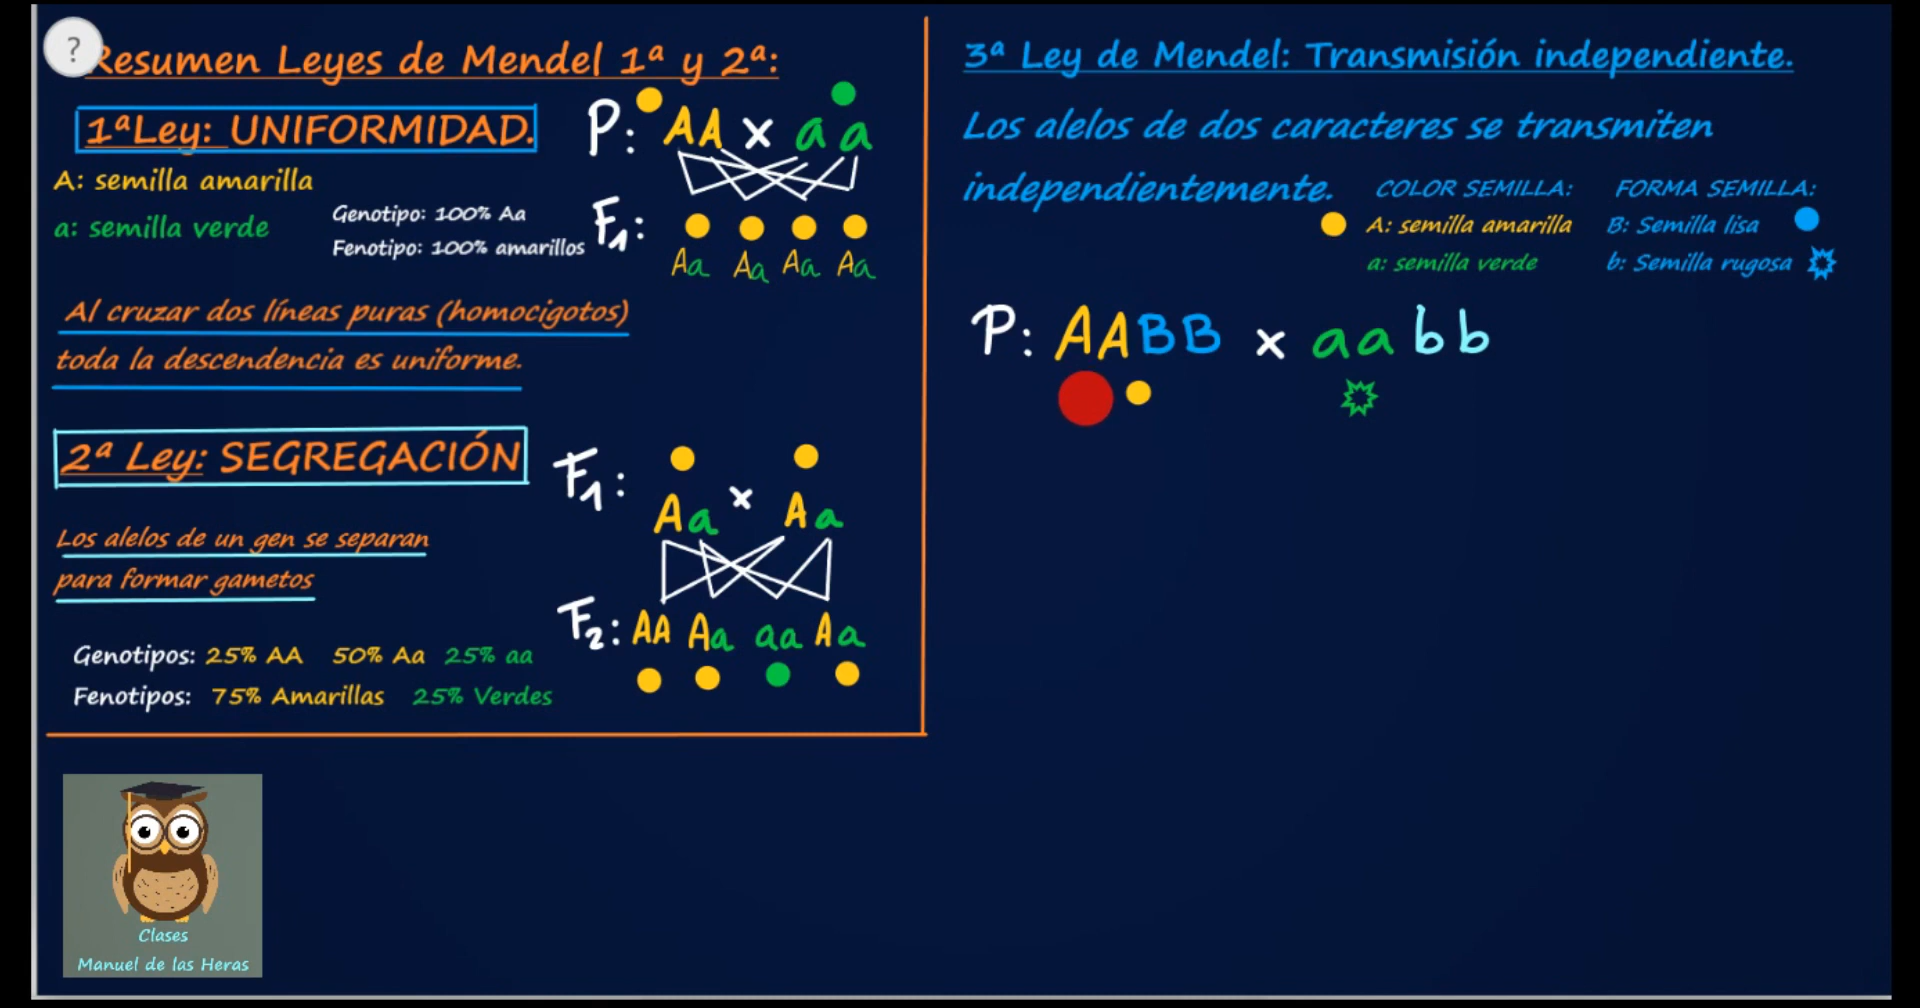 ?
Resumen Leyes de Mendel 1ª y 2ª:
1ªLey: UNIFORMIDAD.
A: semilla amarilla
a: semilla verde
Genotipo: 100% Aa
Fenotipo: 100% amarillos
P: AA x aa
F1:
Aa Aa Aa Aa
Al cruzar dos líneas puras (homocigotos)
toda la descendencia es uniforme.
2ª Ley: SEGREGACIÓN
Los alelos de un gen se separan
para formar gametos
F1:
Aa x Aa
F2: AA Aa aa Aa
Genotipos: 25% AA 50% Aa 25% aa
Fenotipos: 75% Amarillas 25% Verdes
Clases
Manuel de las Heras
3ª Ley de Mendel: Transmisión independiente.
Los alelos de dos caracteres se transmiten
independientemente.
COLOR SEMILLA:
A: semilla amarilla
a: semilla verde
FORMA SEMILLA:
B: Semilla lisa
b: Semilla rugosa
P: AABB x aabb